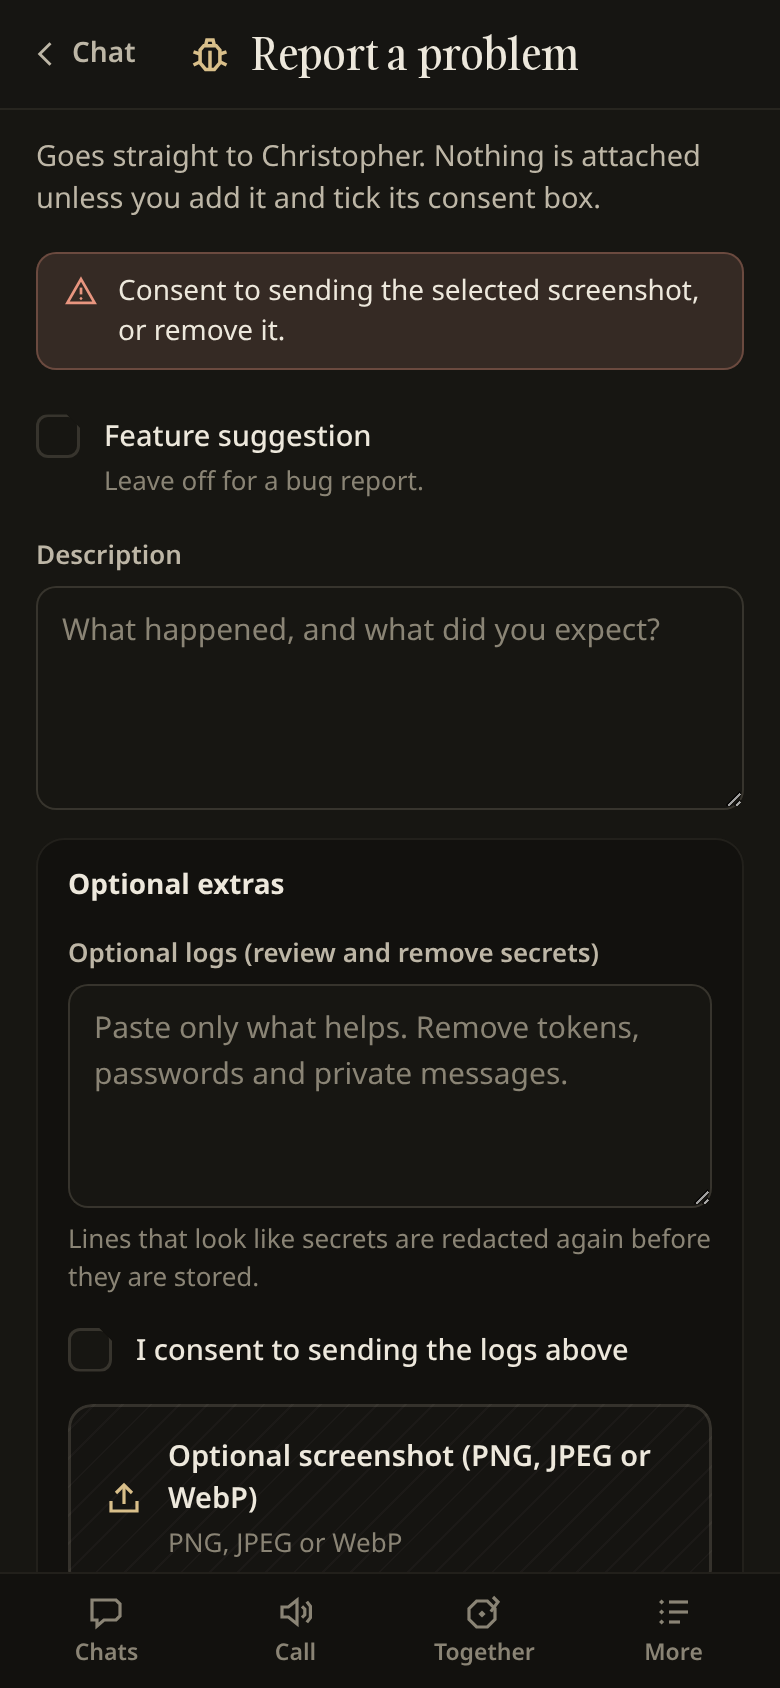 Chat
Report a problem
Goes straight to Christopher. Nothing is attached
unless you add it and tick its consent box.
Consent to sending the selected screenshot,
or remove it.
Feature suggestion
Leave off for a bug report.
Description
What happened, and what did you expect?
Optional extras
Optional logs (review and remove secrets)
Paste only what helps. Remove tokens,
passwords and private messages.
Lines that look like secrets are redacted again before
they are stored.
I consent to sending the logs above
Optional screenshot (PNG, JPEG or
WebP)
PNG, JPEG or WebP
Chats
Call
Together
More